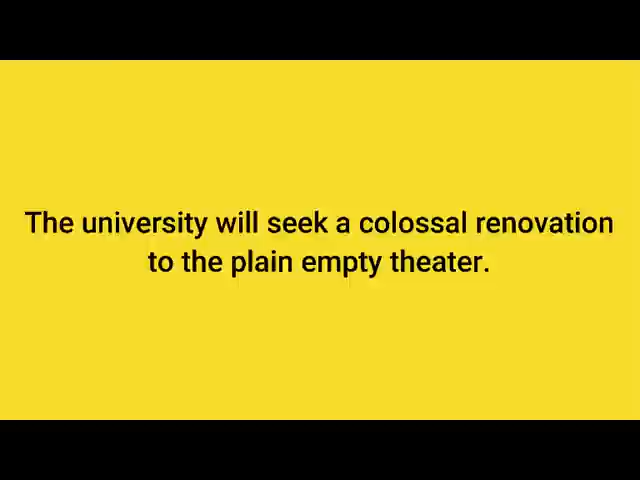 The university will seek a colossal renovation
to the plain empty theater.